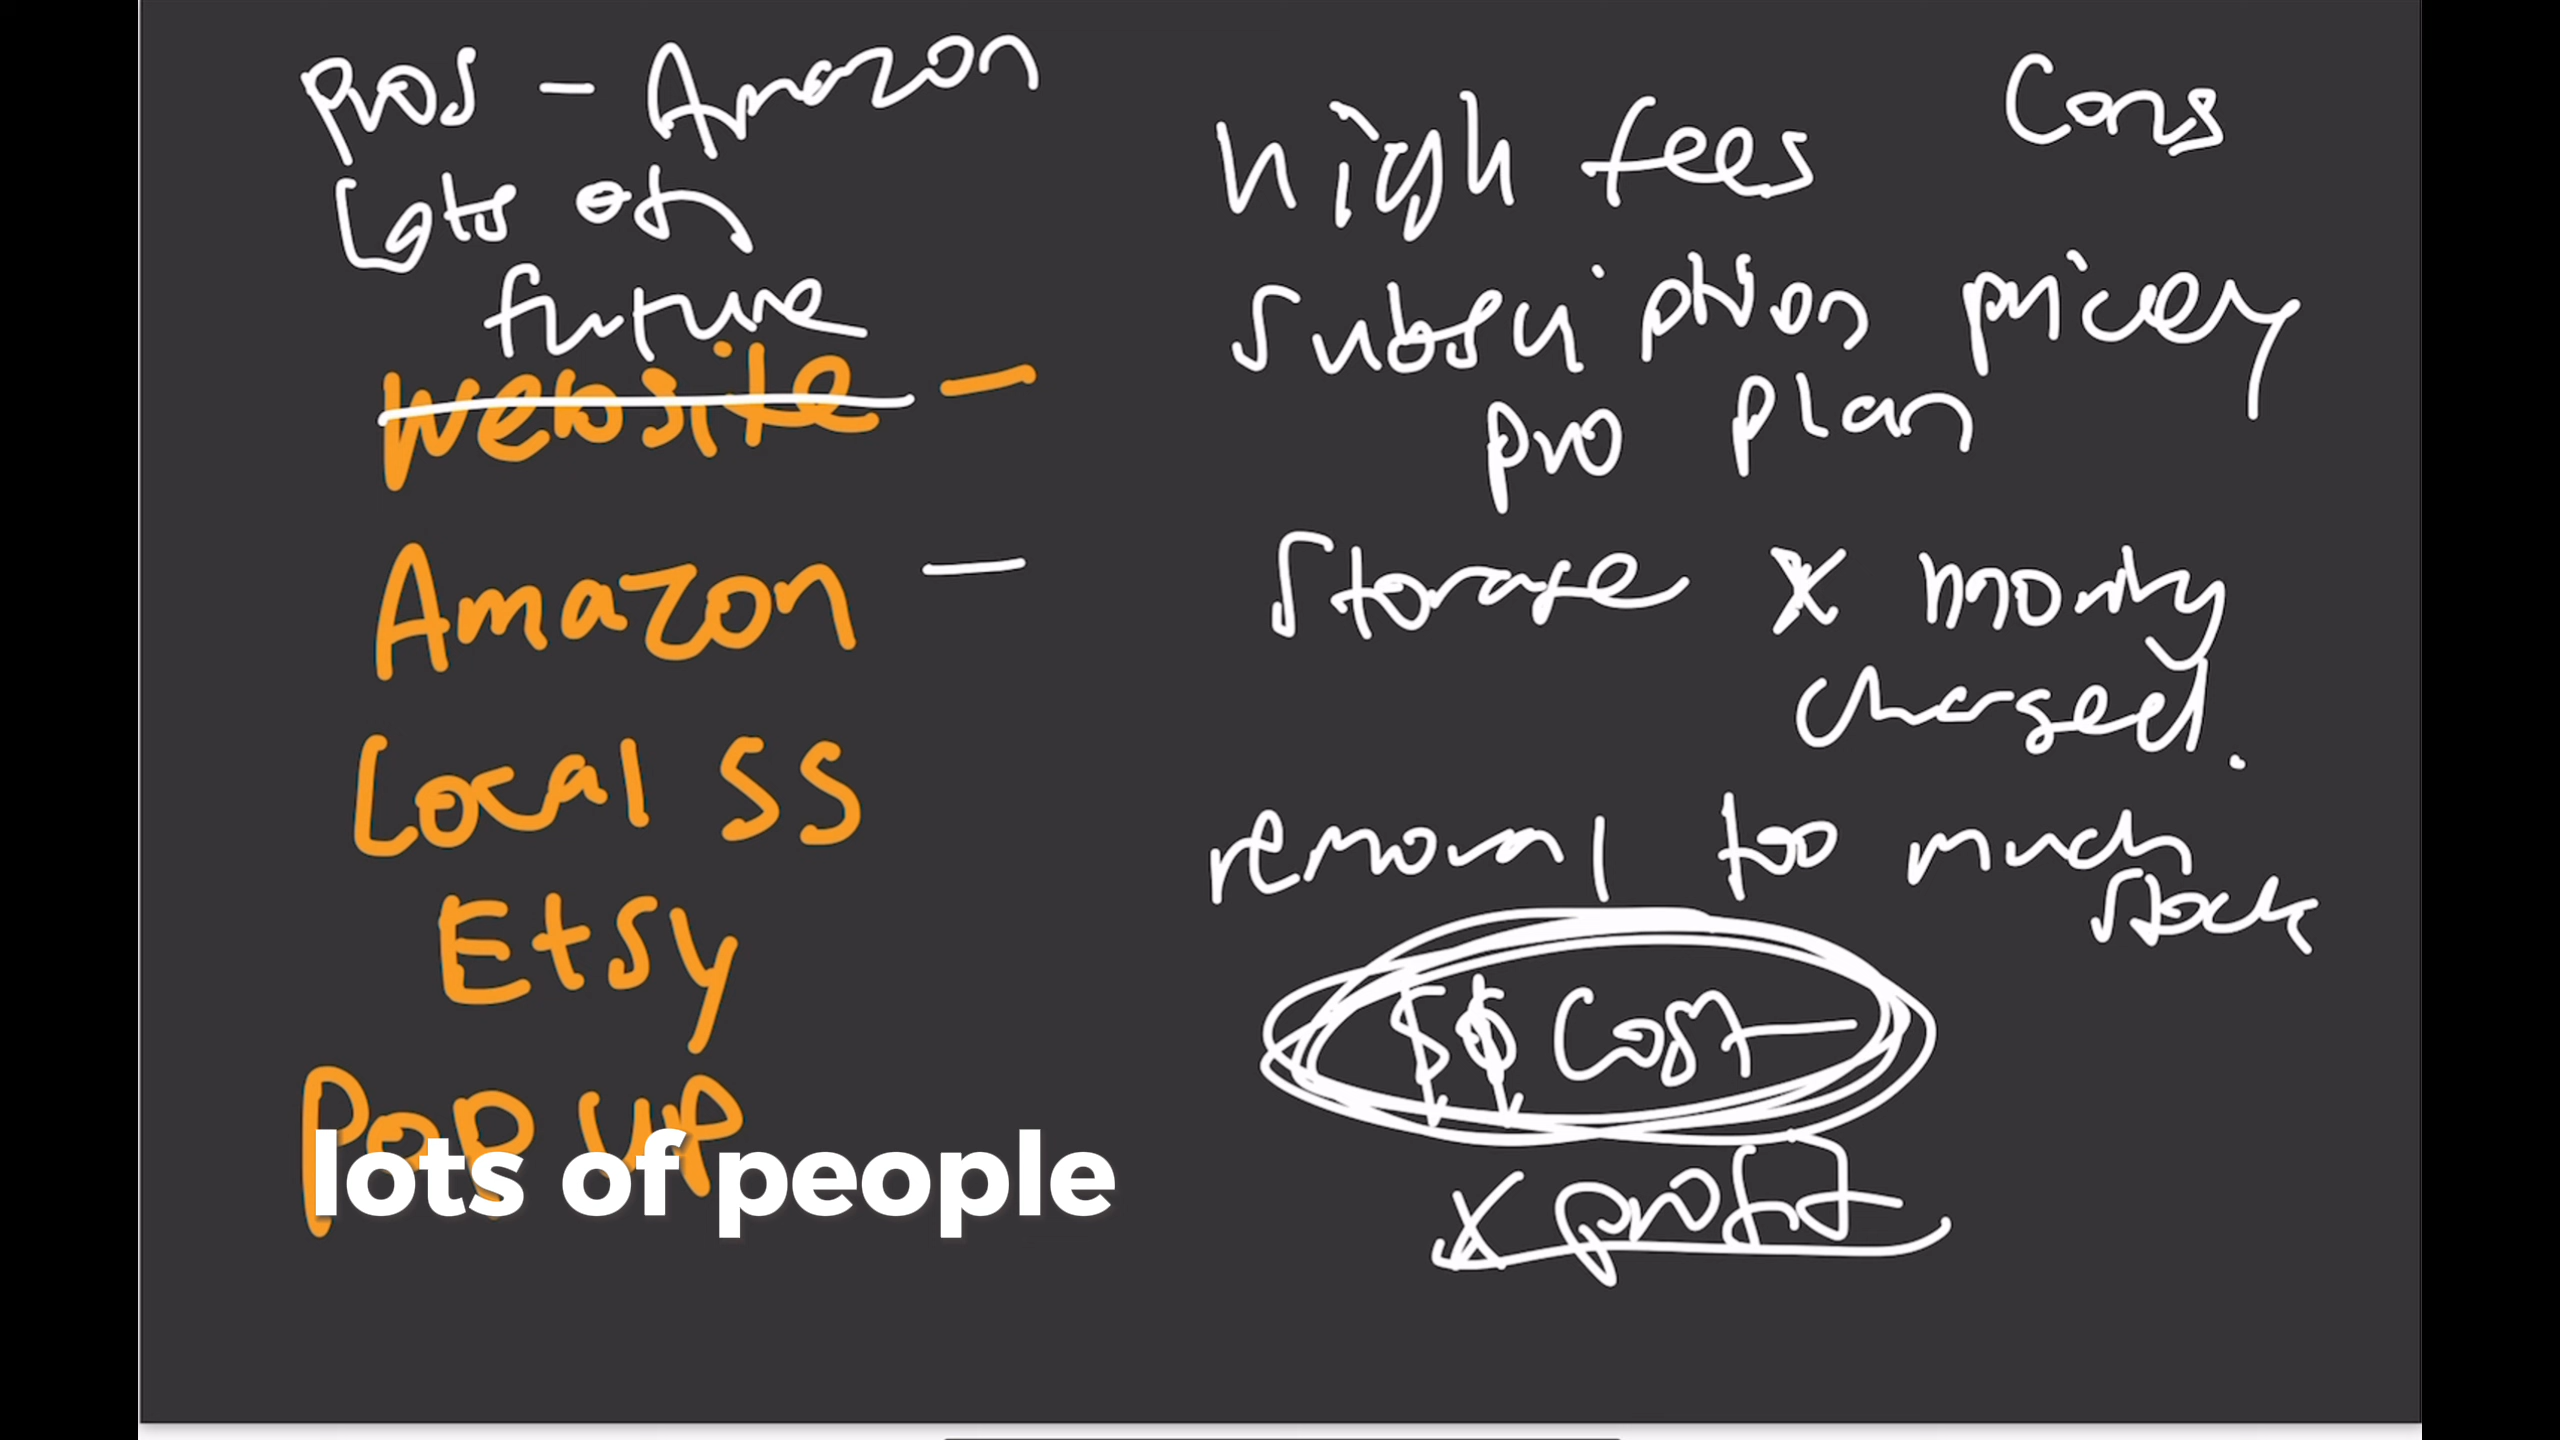 pros - Amazon
Lots of
future
website -
Amazon -
Local SS
Etsy
Pop up
lots of people
Cons
high fees
subscription pricey
pro plan
storage x
charged.
removal too much
stock
$$ cost
x profit